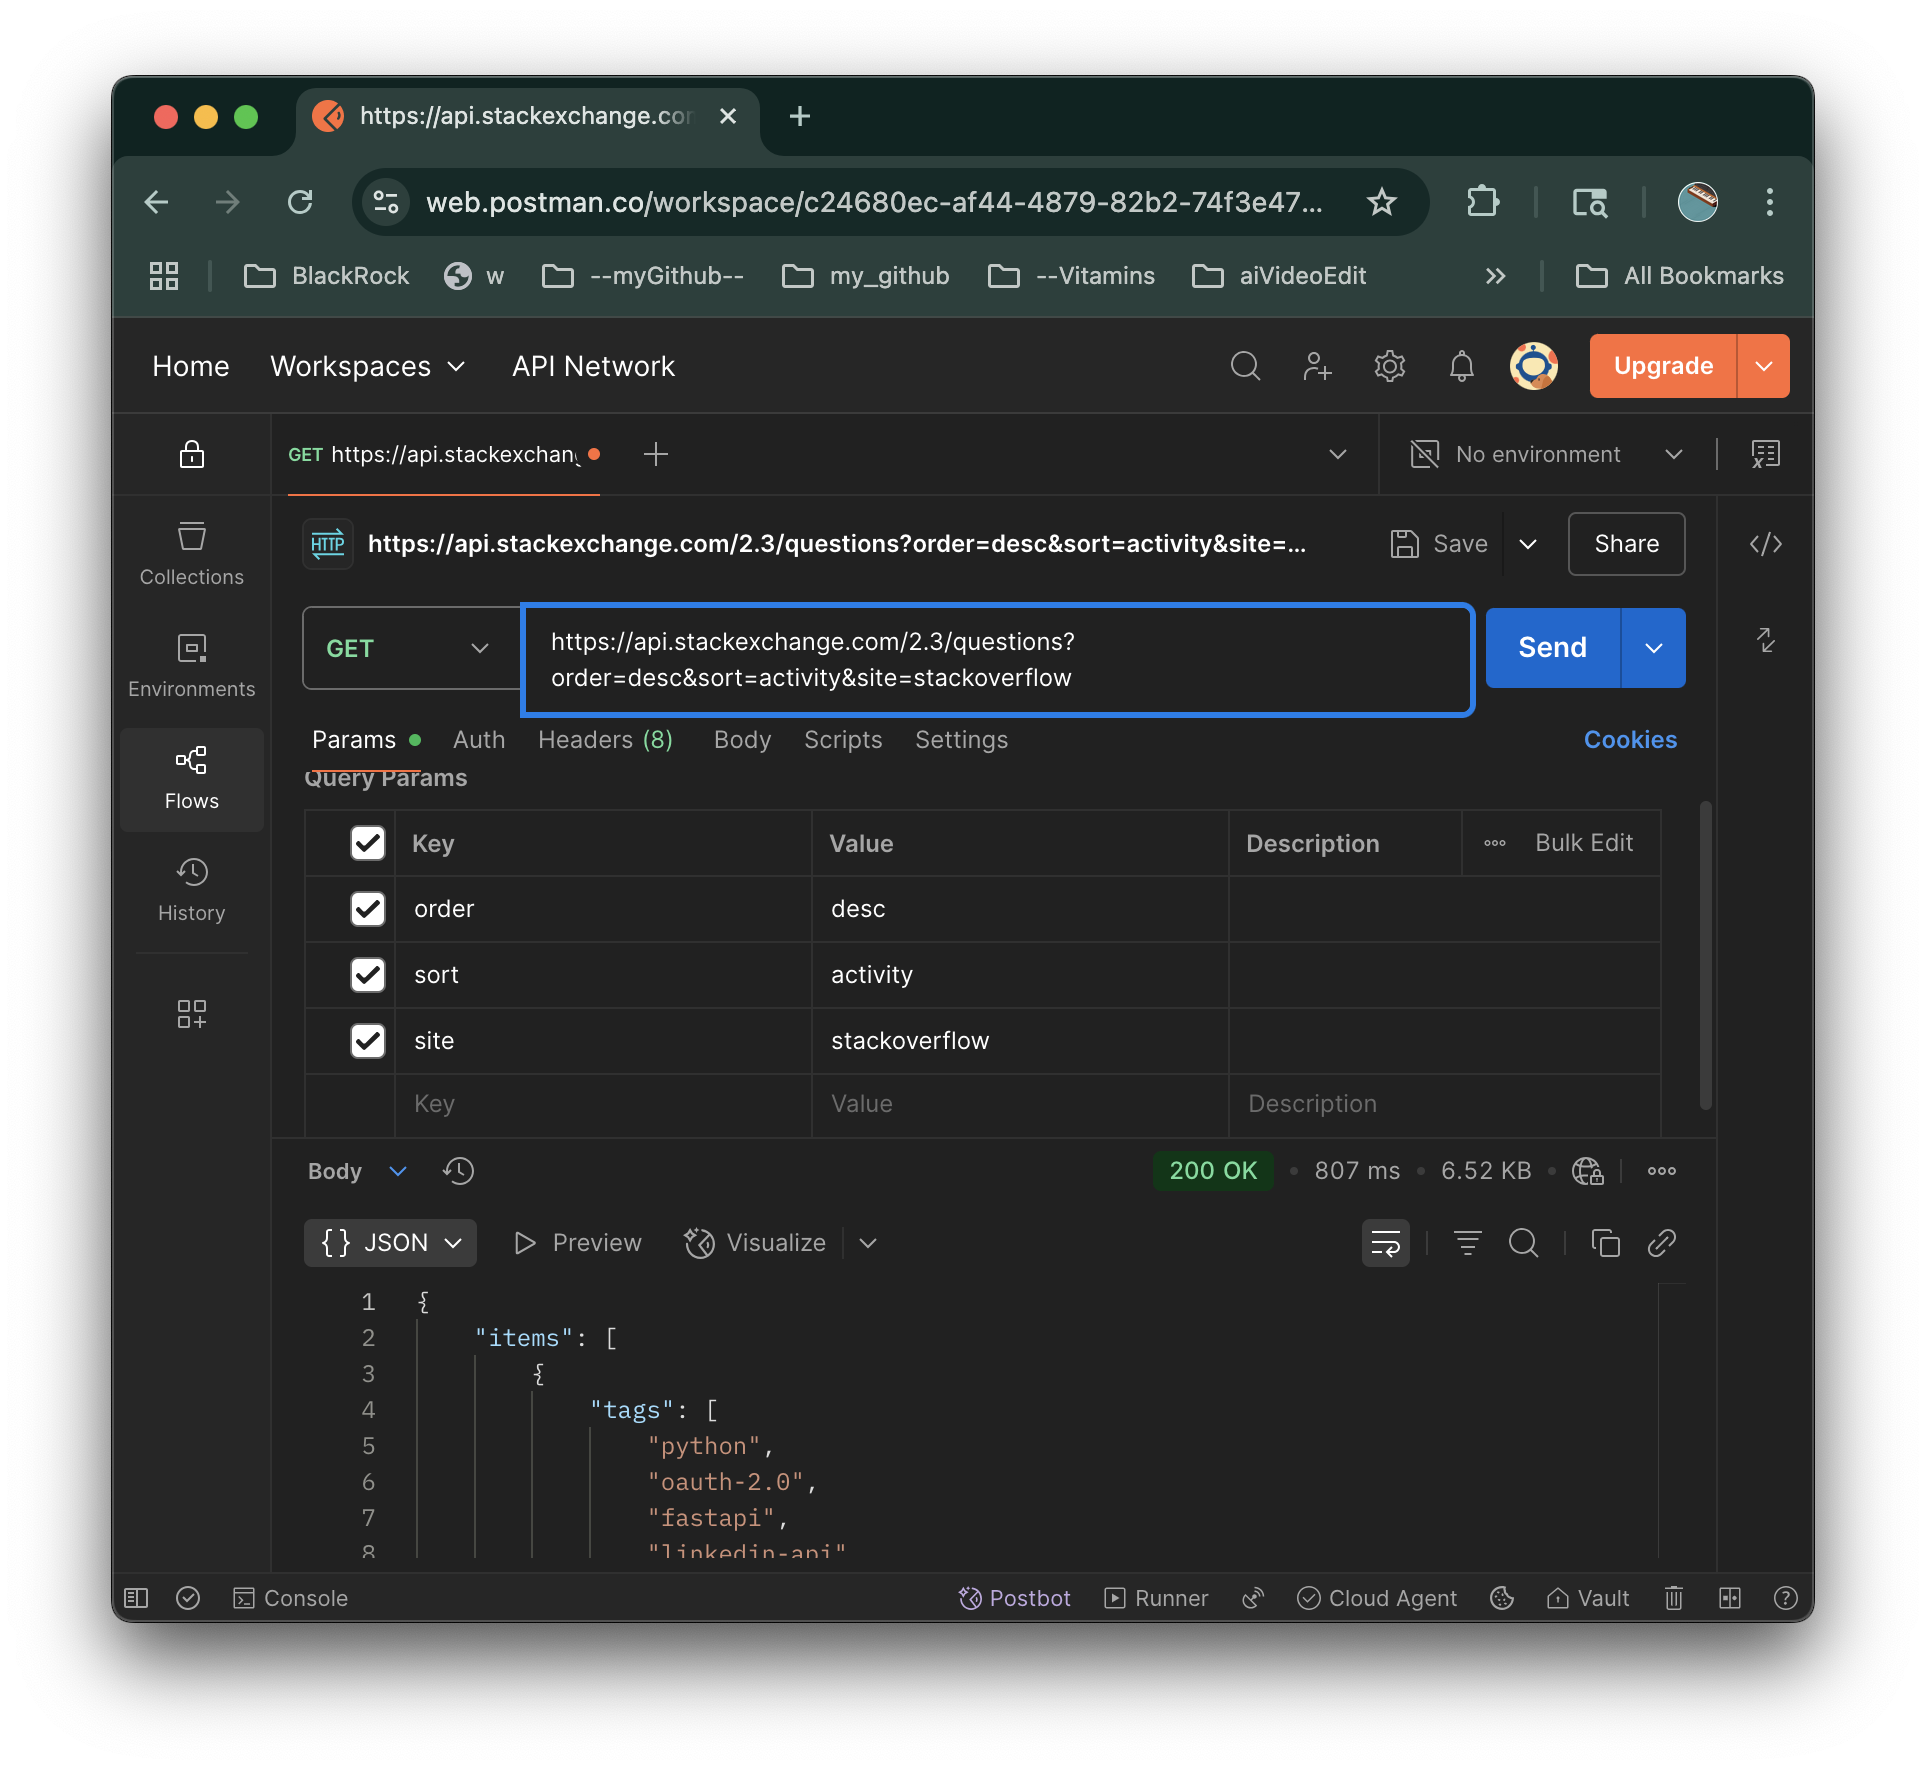 https://api.stackexchange.com
web.postman.co/workspace/c24680ec-af44-4879-82b2-74f3e47...
BlackRock w --myGithub-- my_github --Vitamins aiVideoEdit All Bookmarks
Home Workspaces API Network Upgrade
GET https://api.stackexchang No environment
HTTP https://api.stackexchange.com/2.3/questions?order=desc&sort=activity&site=... Save Share
Collections
GET https://api.stackexchange.com/2.3/questions?
order=desc&sort=activity&site=stackoverflow
Send
Environments
Params Auth Headers (8) Body Scripts Settings Cookies
Query Params
Flows
Key Value Description Bulk Edit
order desc
History
sort activity
site stackoverflow
Key Value Description
Body 200 OK 807 ms 6.52 KB
{} JSON Preview Visualize
1 {
2 "items": [
3 {
4 "tags": [
5 "python",
6 "oauth-2.0",
7 "fastapi",
8 "linkedin-api"
Console Postbot Runner Cloud Agent Vault